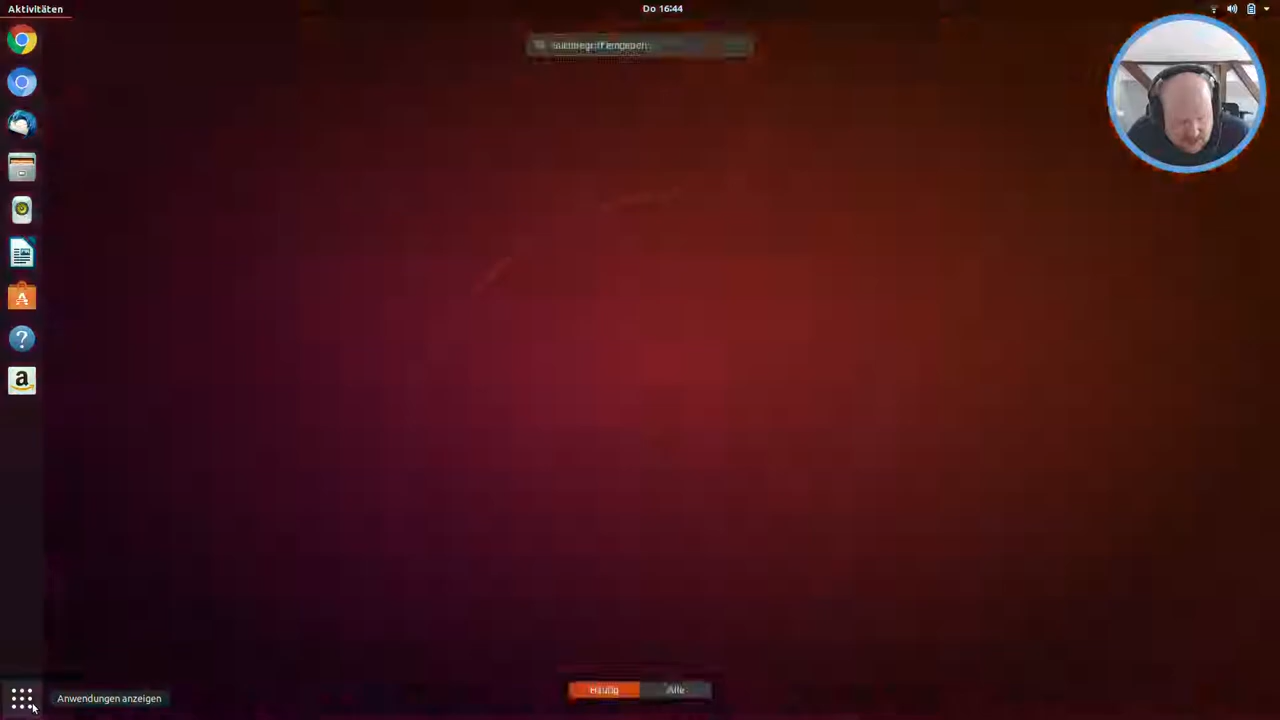 Aktivitäten
Do 16:44
Suchbegriff eingeben…
Anwendungen anzeigen
Häufig
Alle